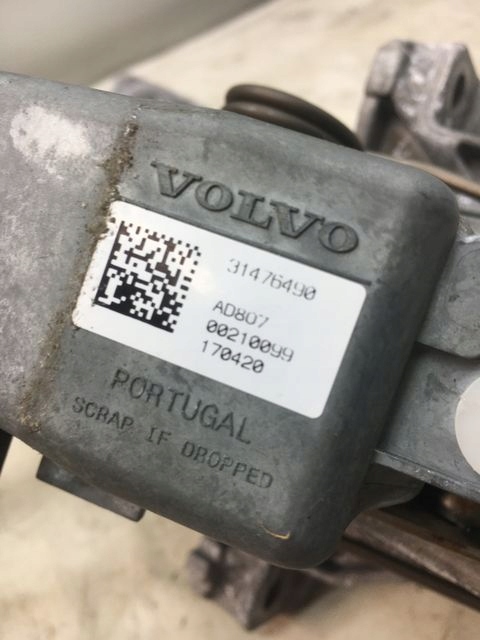 VOLVO
31476490
AD807
00210099
170420
PORTUGAL
SCRAP IF DROPPED